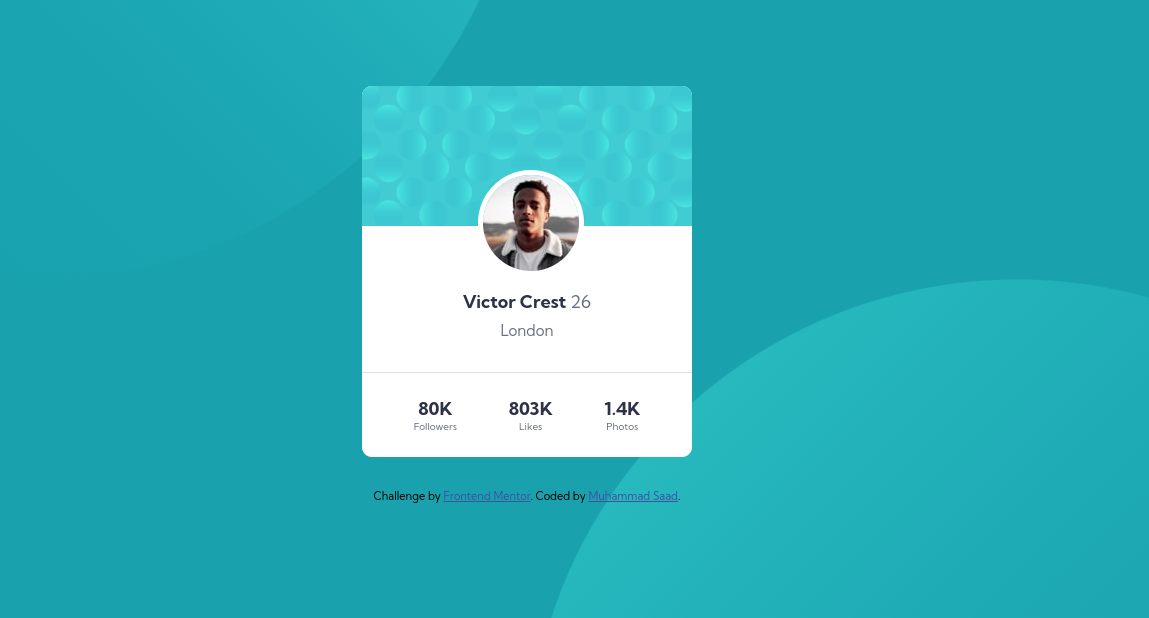 Victor Crest 26
London
80K 803K 1.4K
Followers Likes Photos
Challenge by Frontend Mentor. Coded by Muhammad Saad.